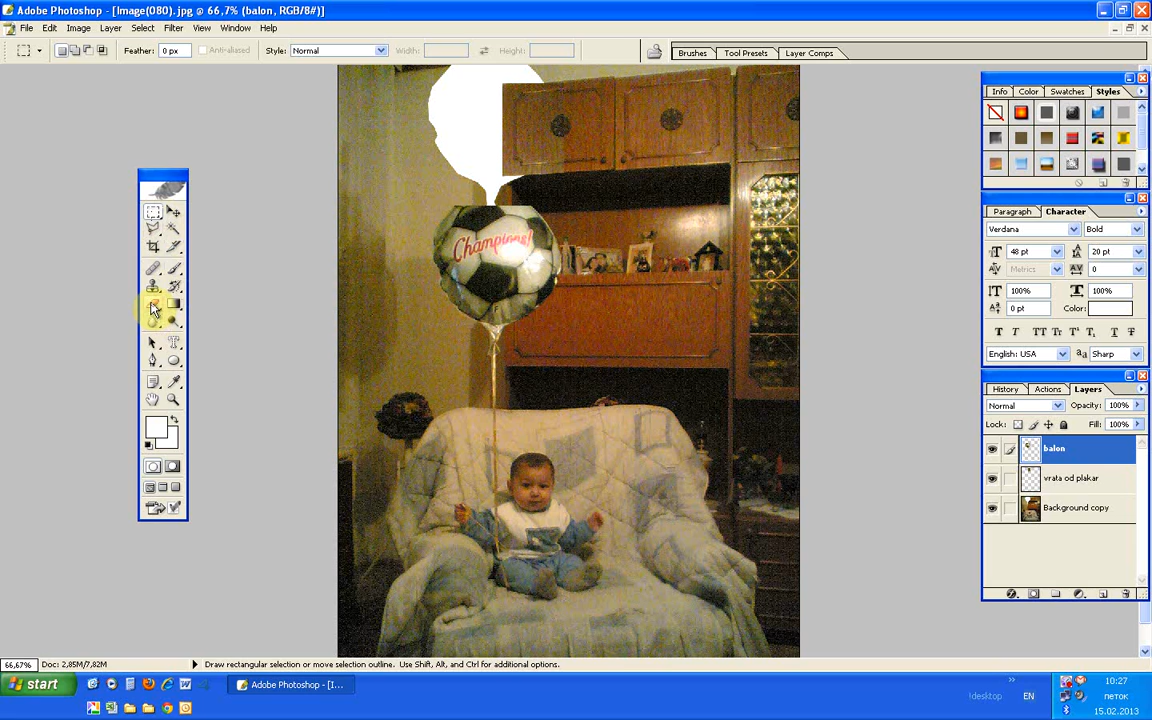 Adobe Photoshop - [Image(080).jpg @ 66,7% (balon, RGB/8#)]
File Edit Image Layer Select Filter View Window Help
Feather: 0 px Anti-aliased Style: Normal Width: Height: Brushes Tool Presets Layer Comps
Info Color Swatches Styles
Champions!
Paragraph Character
Verdana Bold
48 pt 20 pt
Metrics 0
100% 100%
0 pt Color:
T T TT Tr T¹ T₁ T T
English: USA aa Sharp
History Actions Layers
Normal Opacity: 100%
Lock: Fill: 100%
balon
vrata od plakar
Background copy
66,67% Doc: 2,85M/7,82M Draw rectangular selection or move selection outline. Use Shift, Alt, and Ctrl for additional options.
start Adobe Photoshop - [I... !desktop EN
10:27
петок
15.02.2013